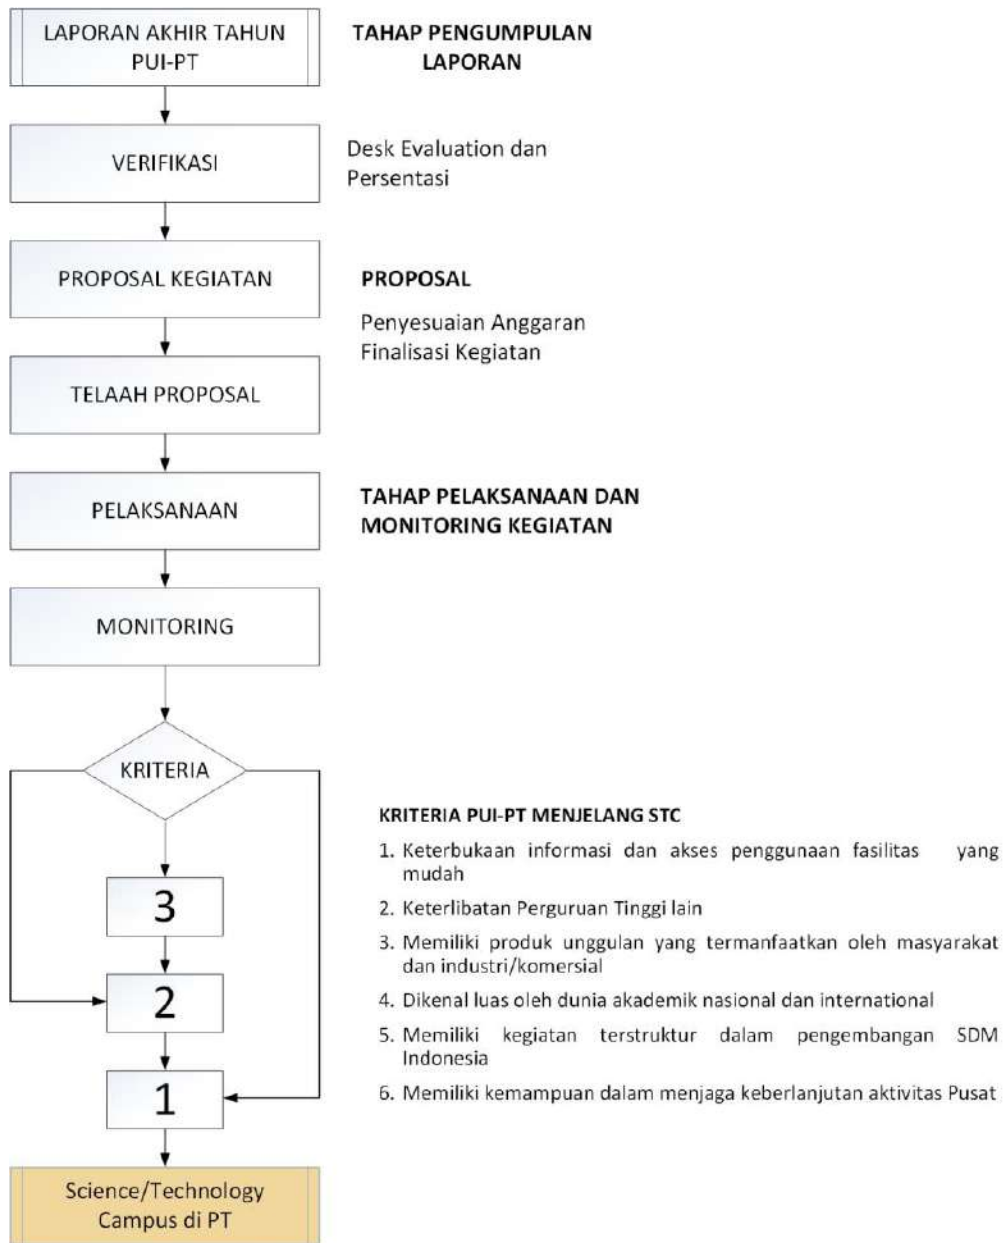 LAPORAN AKHIR TAHUN
PUI-PT
TAHAP PENGUMPULAN
LAPORAN
VERIFIKASI
Desk Evaluation dan
Persentasi
PROPOSAL KEGIATAN
PROPOSAL
Penyesuaian Anggaran
Finalisasi Kegiatan
TELAAH PROPOSAL
PELAKSANAAN
TAHAP PELAKSANAAN DAN
MONITORING KEGIATAN
MONITORING
KRITERIA
KRITERIA PUI-PT MENJELANG STC
1. Keterbukaan informasi dan akses penggunaan fasilitas yang
mudah
2. Keterlibatan Perguruan Tinggi lain
3. Memiliki produk unggulan yang termanfaatkan oleh masyarakat
dan industri/komersial
4. Dikenal luas oleh dunia akademik nasional dan international
5. Memiliki kegiatan terstruktur dalam pengembangan SDM
Indonesia
6. Memiliki kemampuan dalam menjaga keberlanjutan aktivitas Pusat
3
2
1
Science/Technology
Campus di PT